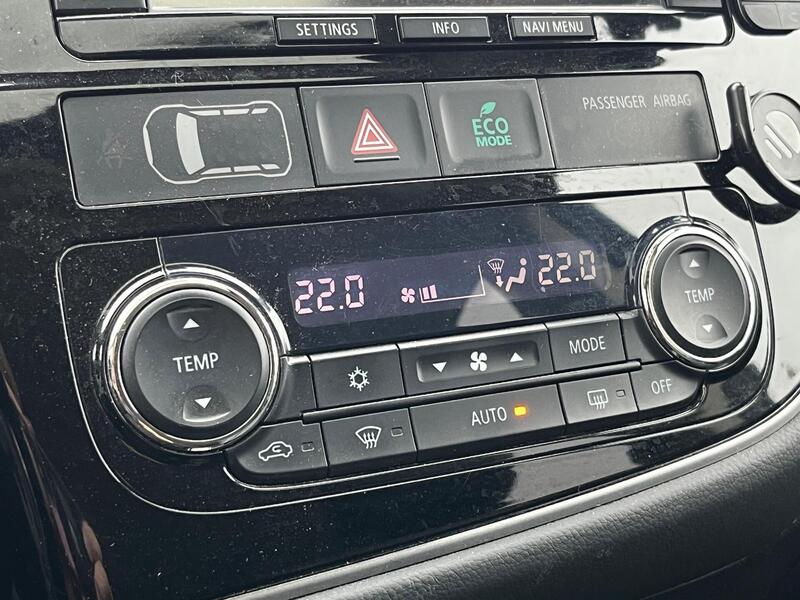 SETTINGS
INFO
NAVI MENU
ECO
MODE
PASSENGER AIRBAG
22.0
22.0
TEMP
TEMP
MODE
AUTO
OFF